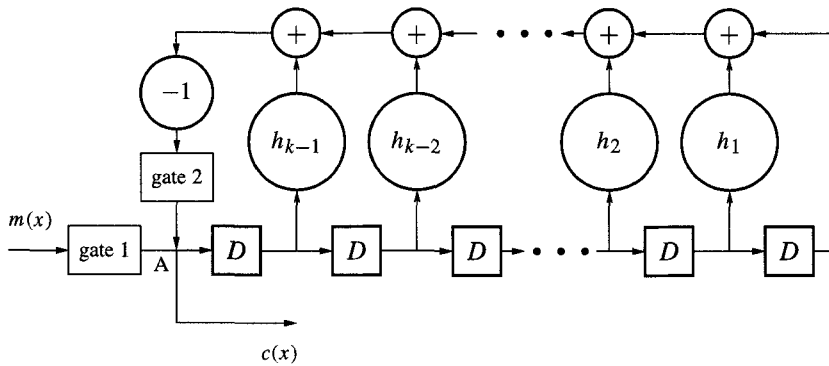 + + • • • + +
−1
h_{k−1} h_{k−2} h_2 h_1
gate 2
m(x)
gate 1 A D D D • • • D D
c(x)